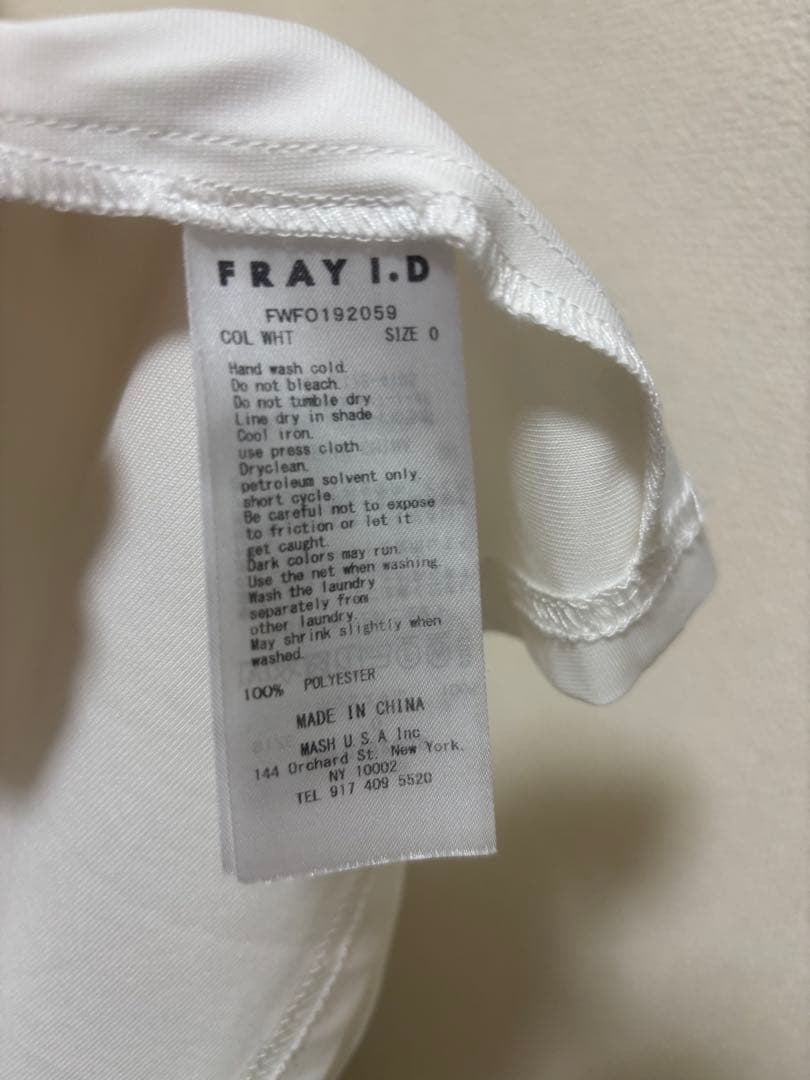 FRAY I.D
FWFO192059
COL WHT SIZE 0
Hand wash cold.
Do not bleach.
Do not tumble dry
Line dry in shade
Cool iron.
use press cloth.
Dryclean.
petroleum solvent only.
short cycle.
Be careful not to expose
to friction or let it
get caught.
Dark colors may run.
Use the net when washing.
Wash the laundry
separately from
other laundry.
May shrink slightly when
washed.
100% POLYESTER
MADE IN CHINA
MASH U.S.A Inc
144 Orchard St. New York,
NY 10002
TEL 917 409 5520